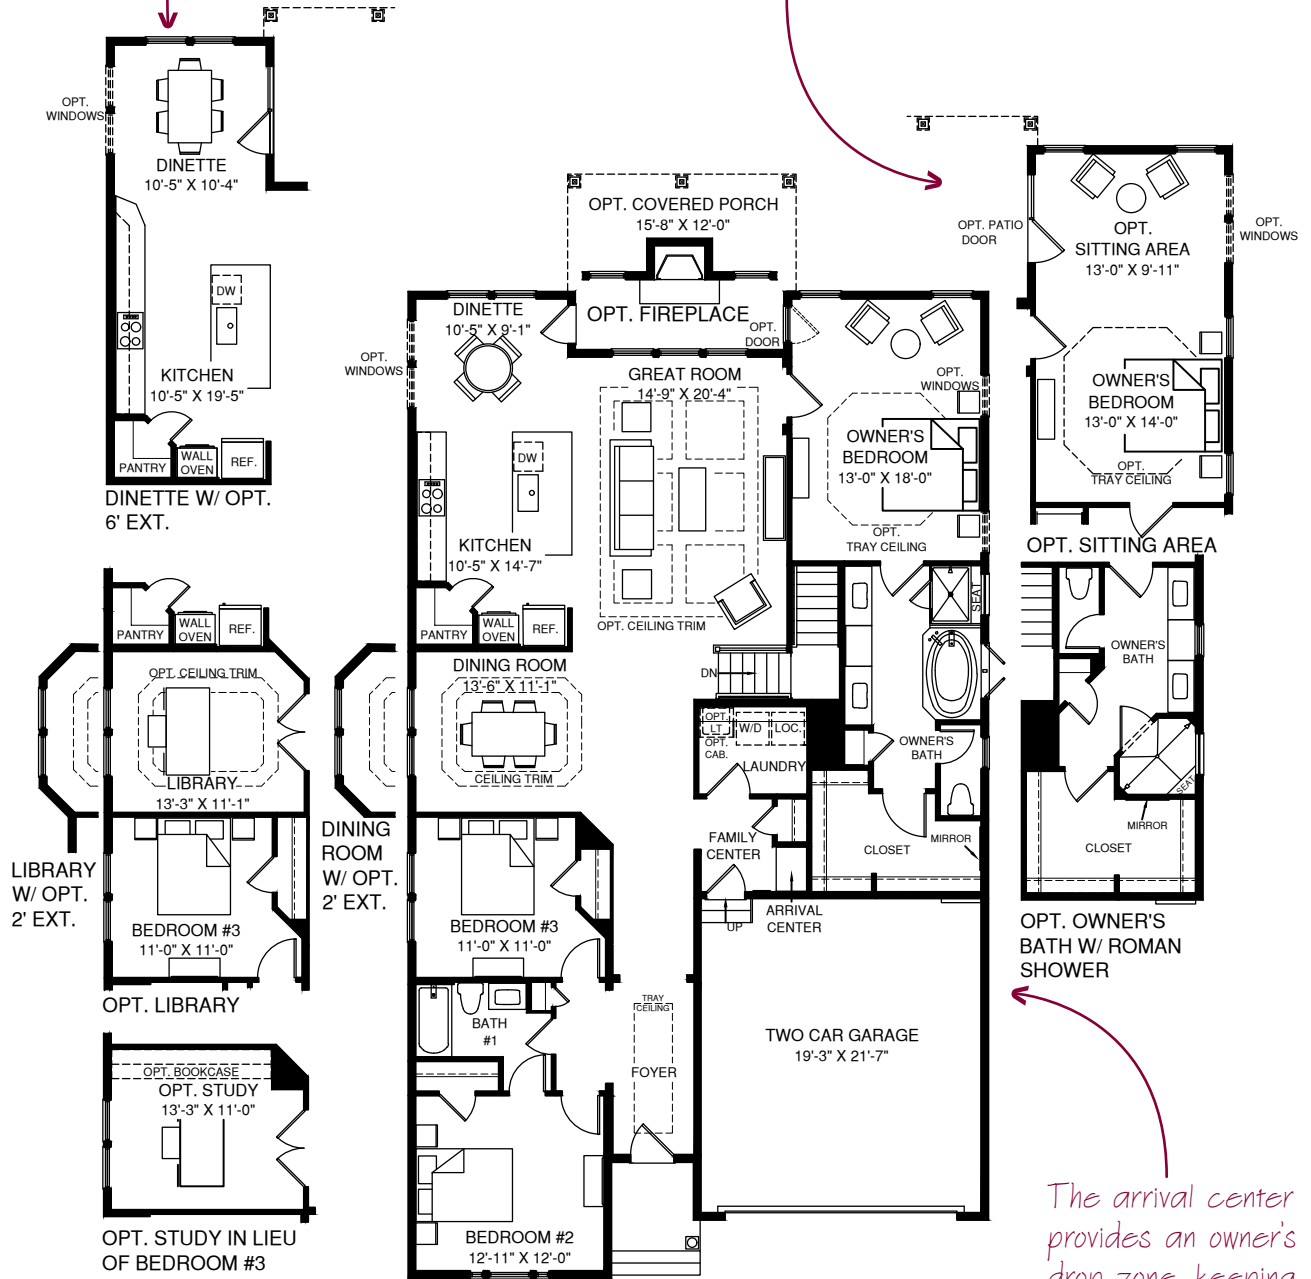 OPT.
WINDOWS
DINETTE
10'-5" X 10'-4"
DW
KITCHEN
10'-5" X 19'-5"
PANTRY
WALL
OVEN
REF.
DINETTE W/ OPT.
6' EXT.
PANTRY
WALL
OVEN
REF.
OPT. CEILING TRIM
LIBRARY
13'-3" X 11'-1"
LIBRARY
W/ OPT.
2' EXT.
BEDROOM #3
11'-0" X 11'-0"
OPT. LIBRARY
OPT. BOOKCASE
OPT. STUDY
13'-3" X 11'-0"
OPT. STUDY IN LIEU
OF BEDROOM #3
DINING
ROOM
W/ OPT.
2' EXT.
OPT. COVERED PORCH
15'-8" X 12'-0"
OPT. FIREPLACE
OPT.
DOOR
DINETTE
10'-5" X 9'-1"
OPT.
WINDOWS
GREAT ROOM
14'-9" X 20'-4"
DW
KITCHEN
10'-5" X 14'-7"
OPT. CEILING TRIM
PANTRY
WALL
OVEN
REF.
OPT.
WINDOWS
OWNER'S
BEDROOM
13'-0" X 18'-0"
OPT.
TRAY CEILING
SEAT
DN
DINING ROOM
13'-6" X 11'-1"
CEILING TRIM
OPT.
LT
W/D
LOC.
OPT.
CAB.
LAUNDRY
OWNER'S
BATH
FAMILY
CENTER
CLOSET
MIRROR
UP
ARRIVAL
CENTER
BEDROOM #3
11'-0" X 11'-0"
TRAY
CEILING
BATH
#1
FOYER
TWO CAR GARAGE
19'-3" X 21'-7"
BEDROOM #2
12'-11" X 12'-0"
OPT. PATIO
DOOR
OPT.
SITTING AREA
13'-0" X 9'-11"
OPT.
WINDOWS
OWNER'S
BEDROOM
13'-0" X 14'-0"
OPT.
TRAY CEILING
OPT. SITTING AREA
OWNER'S
BATH
SEAT
MIRROR
CLOSET
OPT. OWNER'S
BATH W/ ROMAN
SHOWER
The arrival center
provides an owner's
drop zone, keeping